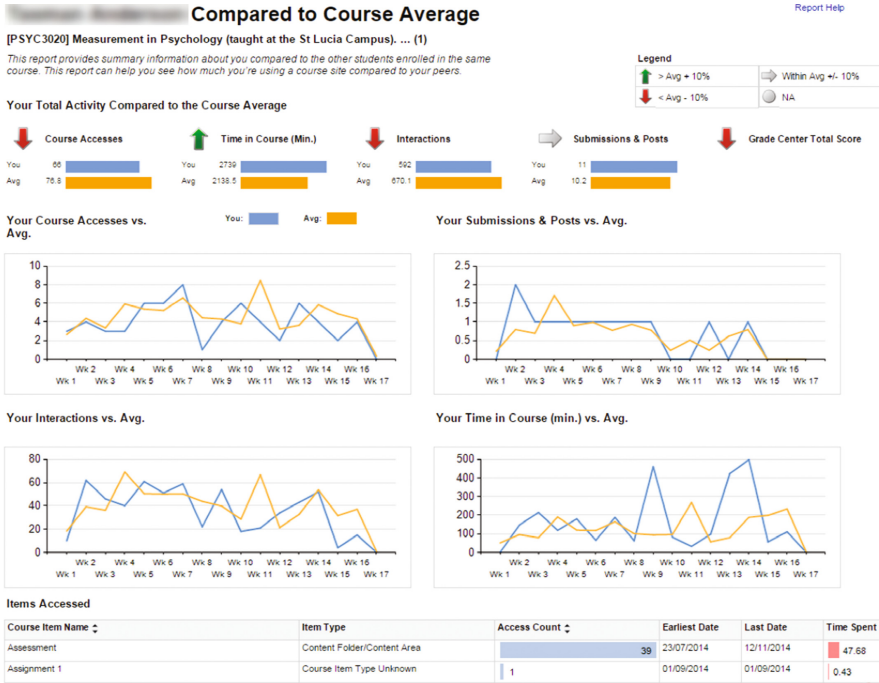 Compared to Course Average
Report Help
[PSYC3020] Measurement in Psychology (taught at the St Lucia Campus). ... (1)
This report provides summary information about you compared to the other students enrolled in the same
course. This report can help you see how much you're using a course site compared to your peers.
Legend
> Avg + 10% Within Avg +/- 10%
< Avg - 10% NA
Your Total Activity Compared to the Course Average
Course Accesses Time in Course (Min.) Interactions Submissions & Posts Grade Center Total Score
You 66 You 2739 You 592 You 11
Avg 76.8 Avg 2138.5 Avg 670.1 Avg 10.2
Your Course Accesses vs.
Avg.
You: Avg:
Your Submissions & Posts vs. Avg.
10
8
6
4
2
0
Wk 2 Wk 4 Wk 6 Wk 8 Wk 10 Wk 12 Wk 14 Wk 16
Wk 1 Wk 3 Wk 5 Wk 7 Wk 9 Wk 11 Wk 13 Wk 15 Wk 17
2.5
2
1.5
1
0.5
0
Wk 2 Wk 4 Wk 6 Wk 8 Wk 10 Wk 12 Wk 14 Wk 16
Wk 1 Wk 3 Wk 5 Wk 7 Wk 9 Wk 11 Wk 13 Wk 15 Wk 17
Your Interactions vs. Avg.
Your Time in Course (min.) vs. Avg.
80
60
40
20
0
Wk 2 Wk 4 Wk 6 Wk 8 Wk 10 Wk 12 Wk 14 Wk 16
Wk 1 Wk 3 Wk 5 Wk 7 Wk 9 Wk 11 Wk 13 Wk 15 Wk 17
500
400
300
200
100
0
Wk 2 Wk 4 Wk 6 Wk 8 Wk 10 Wk 12 Wk 14 Wk 16
Wk 1 Wk 3 Wk 5 Wk 7 Wk 9 Wk 11 Wk 13 Wk 15 Wk 17
Items Accessed
Course Item Name Item Type Access Count Earliest Date Last Date Time Spent
Assessment Content Folder/Content Area 39 23/07/2014 12/11/2014 47.68
Assignment 1 Course Item Type Unknown 1 01/09/2014 01/09/2014 0.43